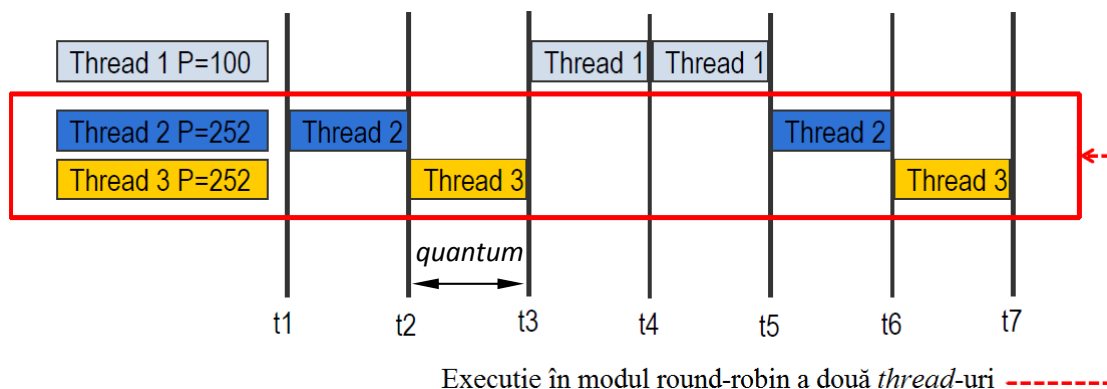 Thread 1 P=100
Thread 1
Thread 1
Thread 2 P=252
Thread 2
Thread 2
Thread 3 P=252
Thread 3
Thread 3
quantum
t1
t2
t3
t4
t5
t6
t7
Execuție în modul round-robin a două thread-uri